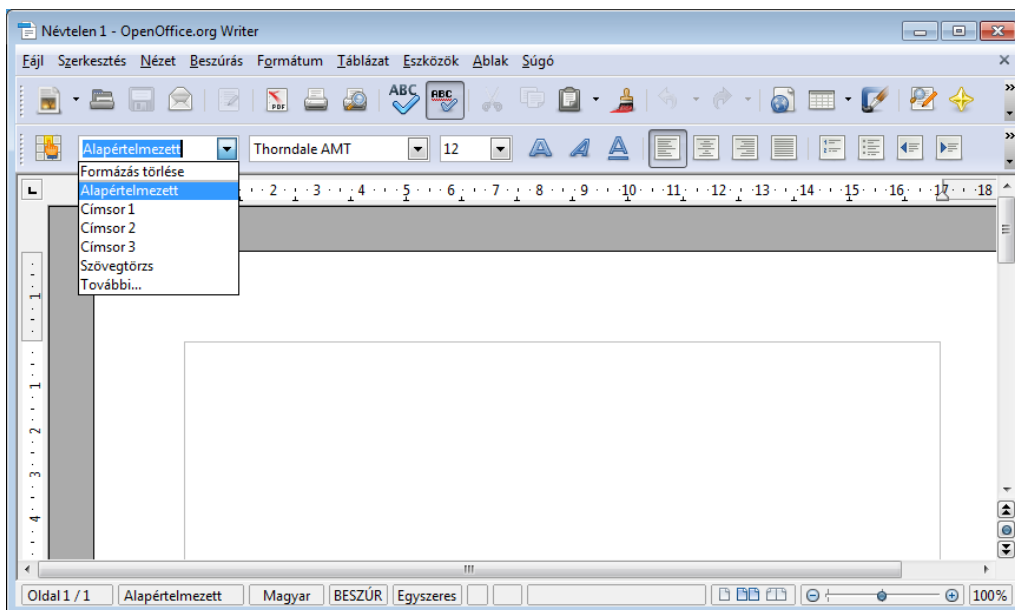 Névtelen 1 - OpenOffice.org Writer
Fájl Szerkesztés Nézet Beszúrás Formátum Táblázat Eszközök Ablak Súgó
PDF ABC ABC
Alapértelmezett Thorndale AMT 12
Formázás törlése
Alapértelmezett
Címsor 1
Címsor 2
Címsor 3
Szövegtörzs
További...
2 3 4 5 6 7 8 9 10 11 12 13 14 15 16 17 18
1
1
2
3
4
Oldal 1 / 1 Alapértelmezett Magyar BESZÚR Egyszeres 100%